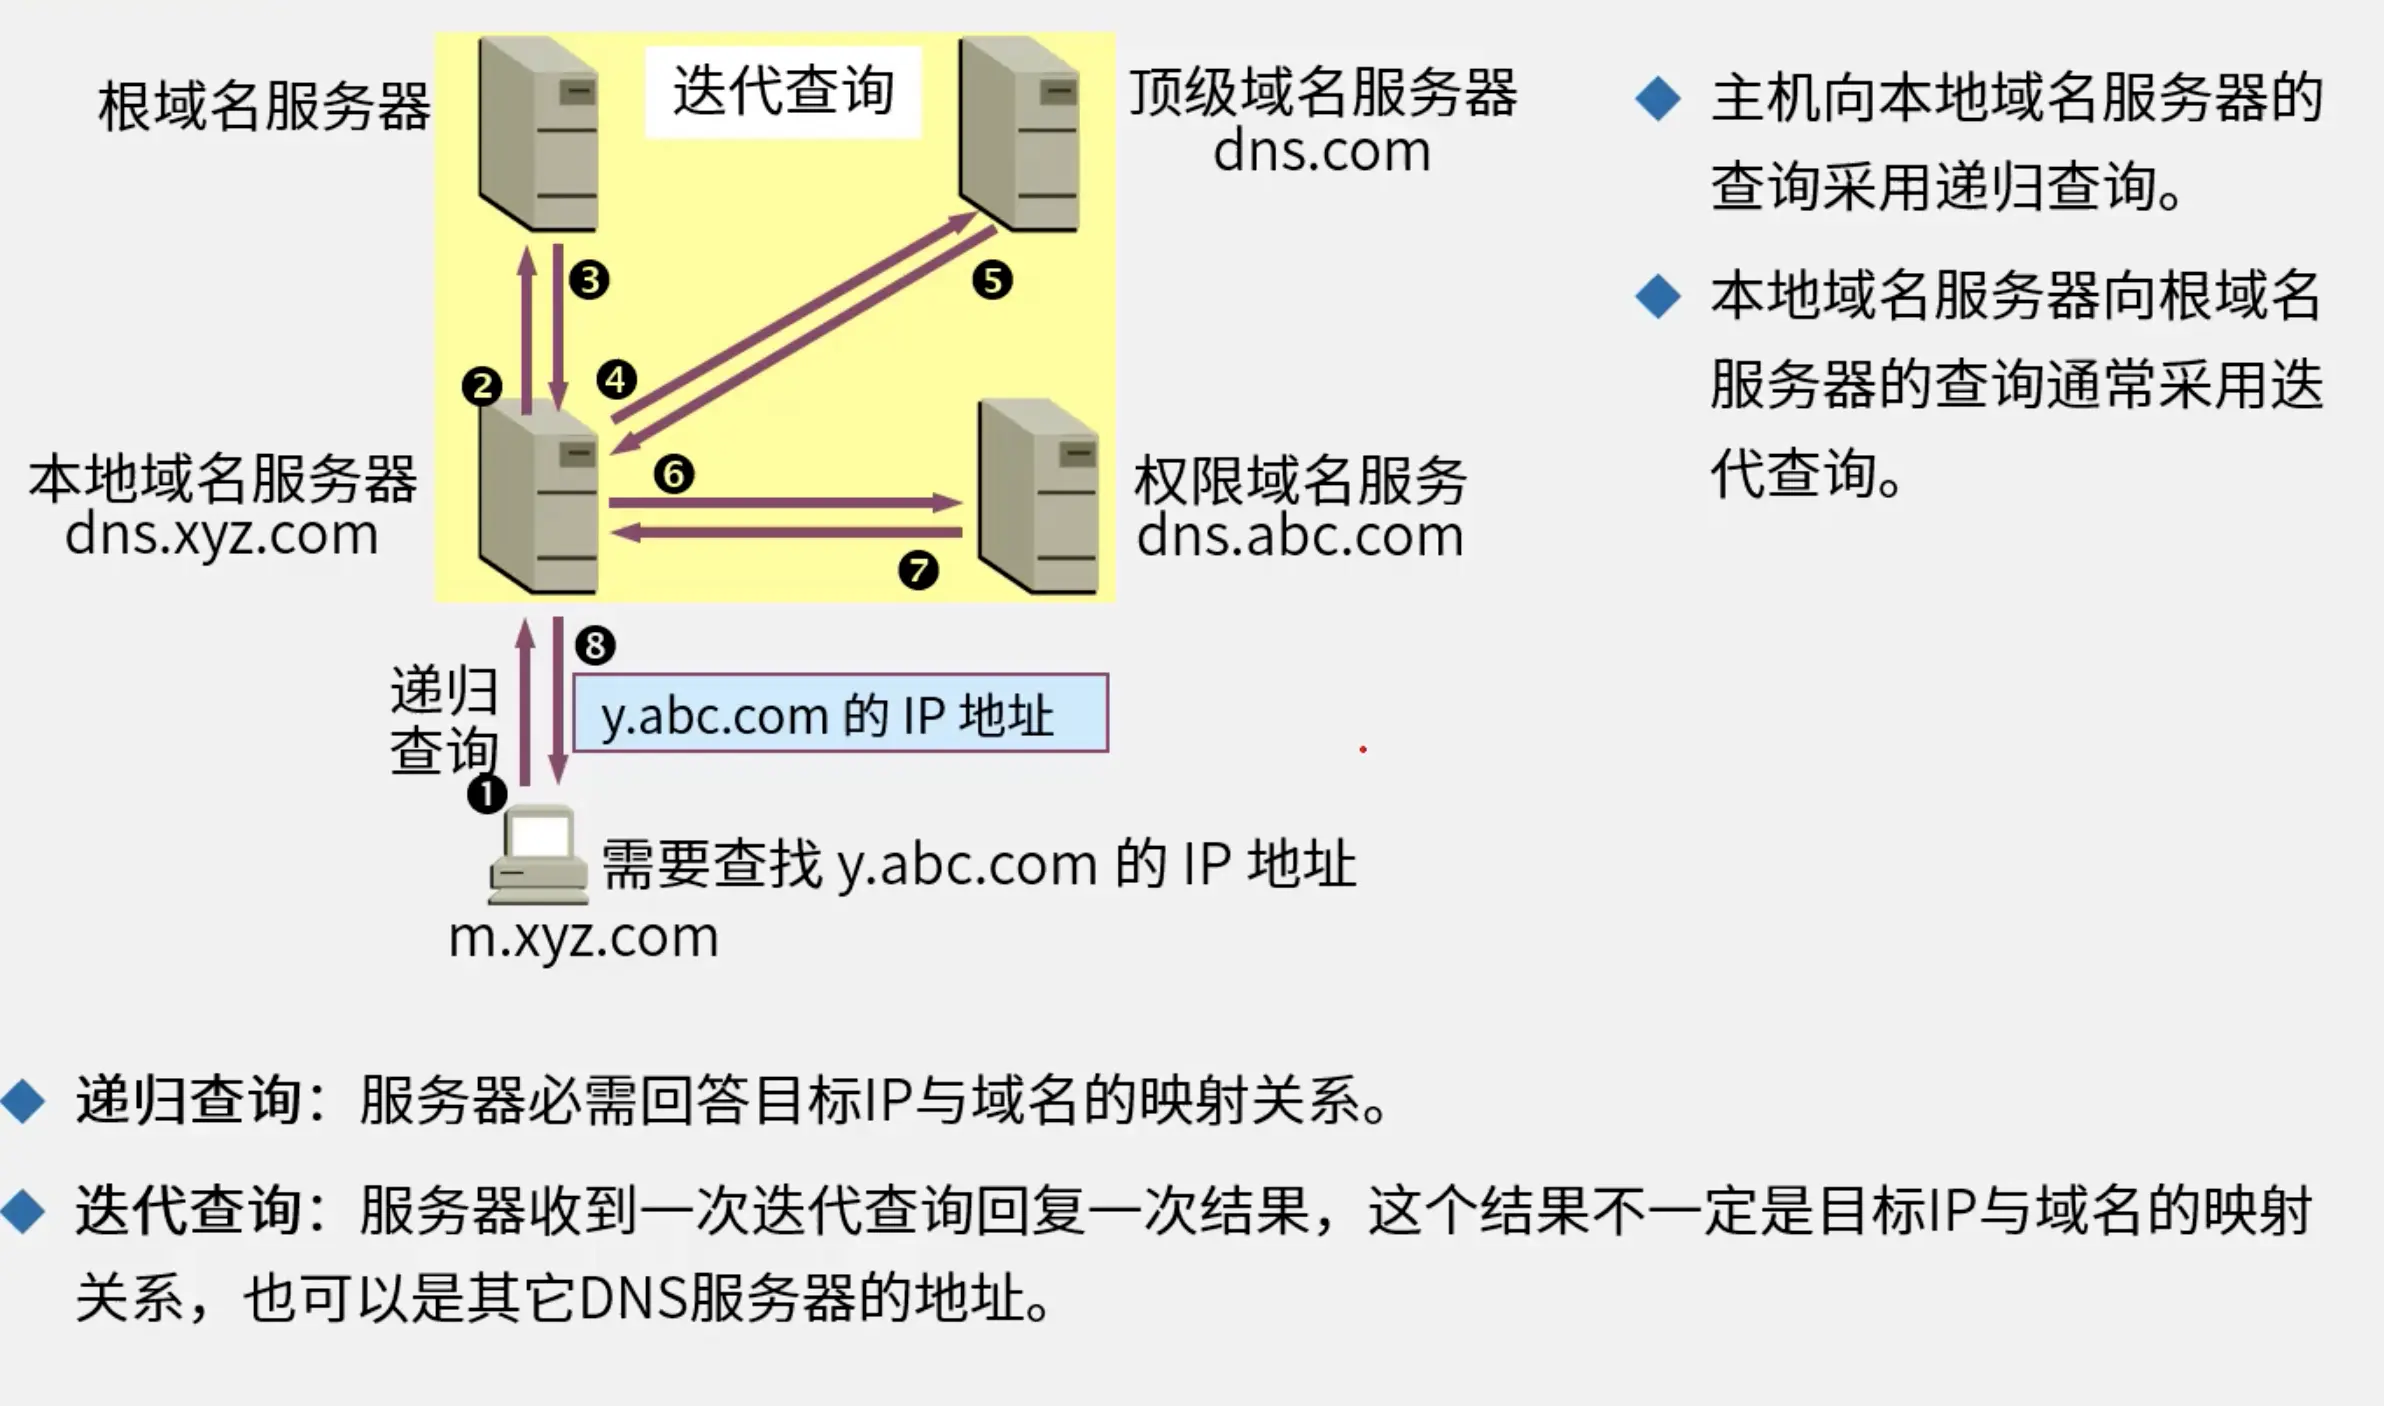 根域名服务器
迭代查询
顶级域名服务器
dns.com
❸
❺
❷
❹
本地域名服务器
dns.xyz.com
❻
权限域名服务
dns.abc.com
❼
❽
递归
查询
y.abc.com 的 IP 地址
❶
需要查找 y.abc.com 的 IP 地址
m.xyz.com
主机向本地域名服务器的
查询采用递归查询。
本地域名服务器向根域名
服务器的查询通常采用迭
代查询。
递归查询：服务器必需回答目标IP与域名的映射关系。
迭代查询：服务器收到一次迭代查询回复一次结果，这个结果不一定是目标IP与域名的映射
关系，也可以是其它DNS服务器的地址。